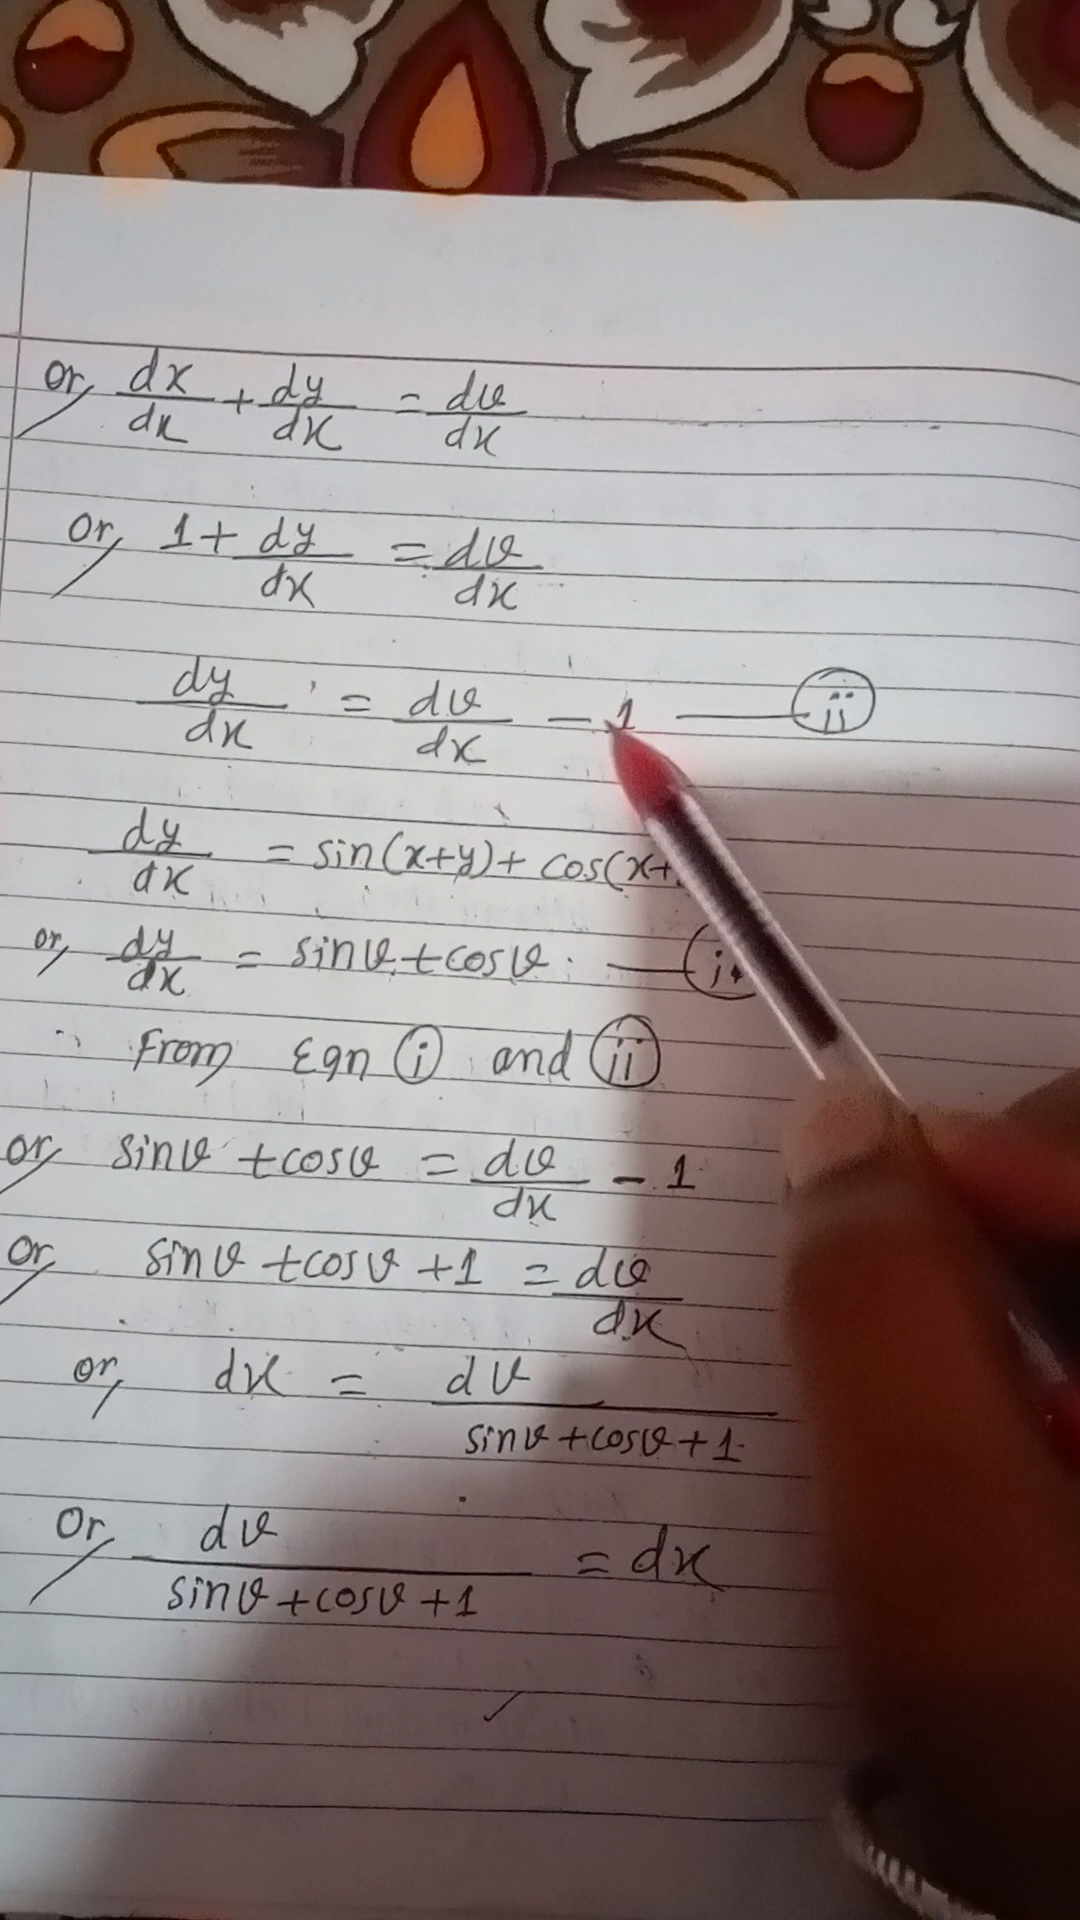 or, dx/dx + dy/dx = dv/dx
or, 1 + dy/dx = dv/dx
dy/dx = dv/dx - 1 — (ii)
dy/dx = sin(x+y) + cos(x+
or, dy/dx = sinv + cosv. — (i
∴ From Eqn (i) and (ii)
or, sinv + cosv = dv/dx - 1
or, sinv + cosv + 1 = dv/dx
or, dx = dv/sinv + cosv + 1
or, dv/sinv + cosv + 1 = dx